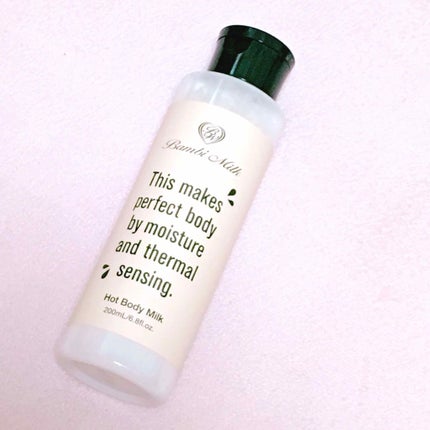 Bambi Milk
This makes
perfect body
by moisture
and thermal
sensing.
Hot Body Milk
200mL/6.8fl.oz.